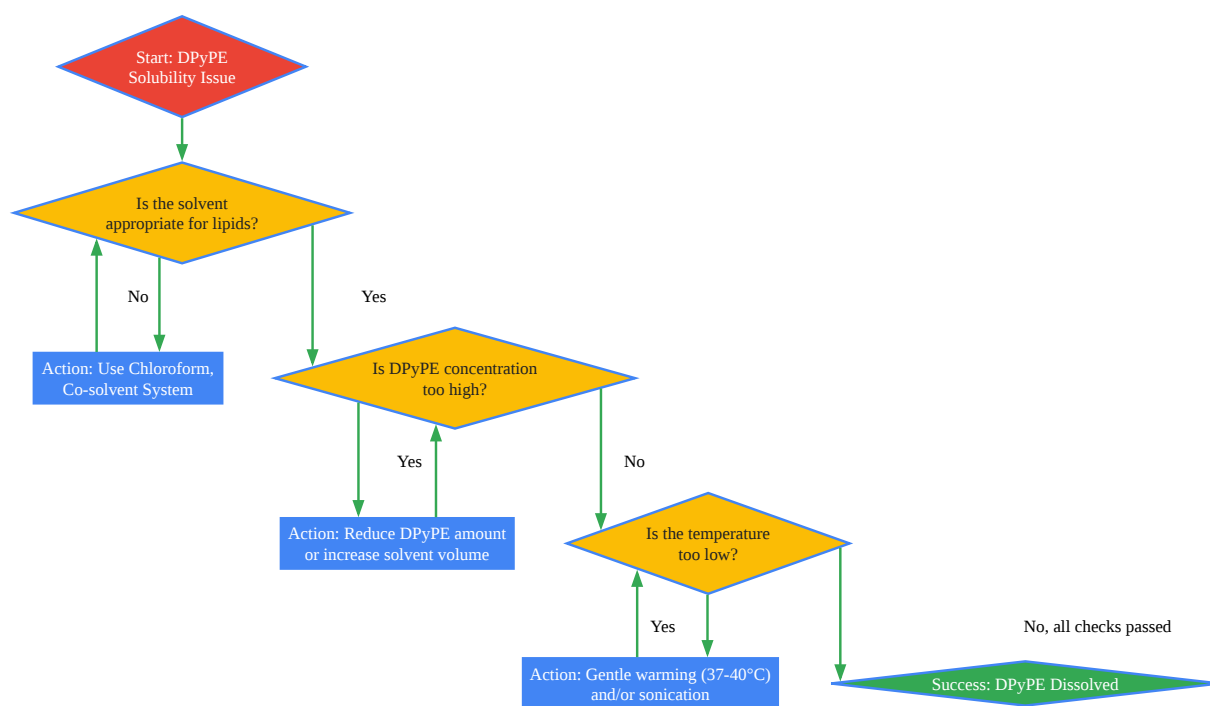 Start: DPyPE
Solubility Issue
Is the solvent
appropriate for lipids?
No
Yes
Action: Use Chloroform,
Co-solvent System
Is DPyPE concentration
too high?
Yes
No
Action: Reduce DPyPE amount
or increase solvent volume
Is the temperature
too low?
Yes
No, all checks passed
Action: Gentle warming (37-40°C)
and/or sonication
Success: DPyPE Dissolved